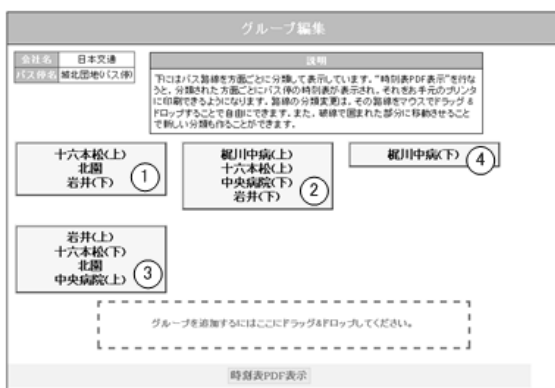 グループ編集
会社名 日本交通
バス停名 城北団地(バス停)
説明
下にはバス路線を方面ごとに分類して表示しています。"時刻表PDF表示"を行な
うと、分類された方面ごとにバス停の時刻表が表示され、それぞれお手元のプリンタ
に印刷できるようになります。路線の分類変更は、その路線をマウスでドラッグ &
ドロップすることで自由にできます。また、破線で囲まれた部分に移動させること
で新しい分類も作ることができます。
十六本松(上)
北園
岩井(下)
1
梶川中病(上)
十六本松(上)
中央病院(下)
岩井(下)
2
梶川中病(下)
4
岩井(上)
十六本松(下)
北園
中央病院(上)
3
グループを追加するにはここにドラッグ&ドロップしてください。
時刻表PDF表示